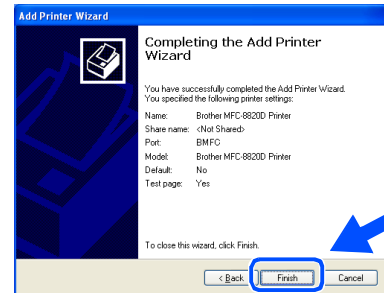 Add Printer Wizard
Completing the Add Printer
Wizard
You have successfully completed the Add Printer Wizard.
You specified the following printer settings:
Name: Brother MFC-8820D Printer
Share name: <Not Shared>
Port: BMFC
Model: Brother MFC-8820D Printer
Default: No
Test page: Yes
To close this wizard, click Finish.
< Back Finish Cancel